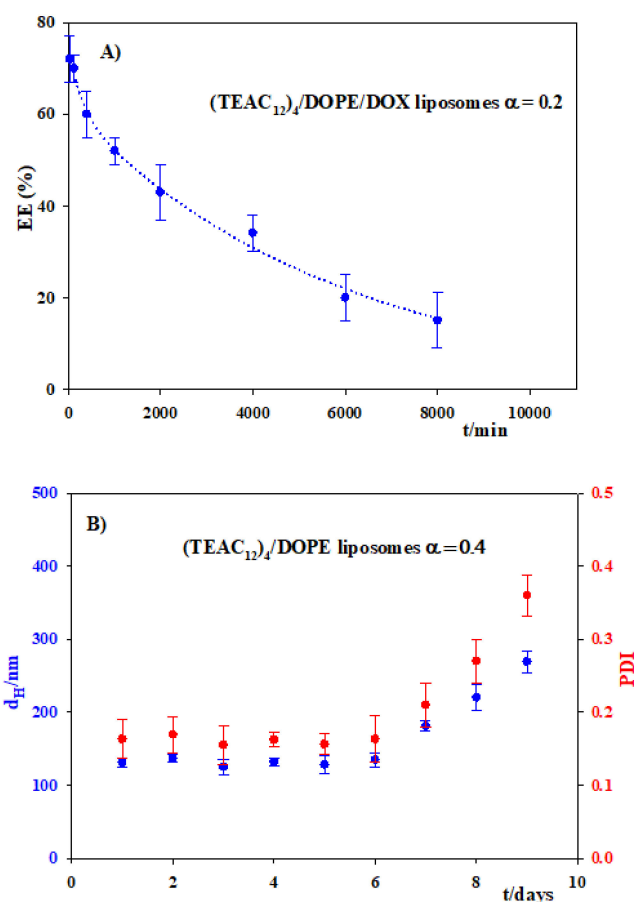 80
A)
(TEAC₁₂)₄/DOPE/DOX liposomes α = 0.2
60
EE (%)
40
20
0
0 2000 4000 6000 8000 10000
t/min
500 0.5
B)
(TEAC₁₂)₄/DOPE liposomes α = 0.4
400 0.4
300 0.3
d_H/nm PDI
200 0.2
100 0.1
0 0.0
0 2 4 6 8 10
t/days